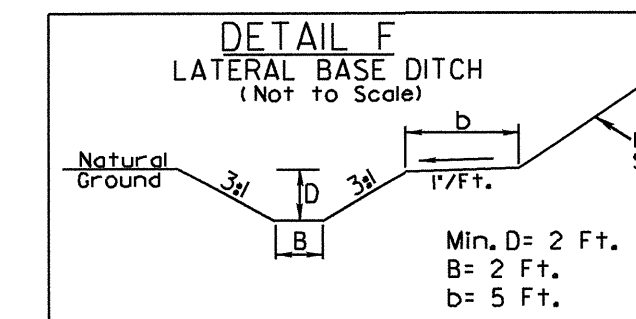 DETAIL F
LATERAL BASE DITCH
(Not to Scale)
b
Natural
Ground
3:1
D
3:1
1"/Ft.
B
Min. D= 2 Ft.
B= 2 Ft.
b= 5 Ft.